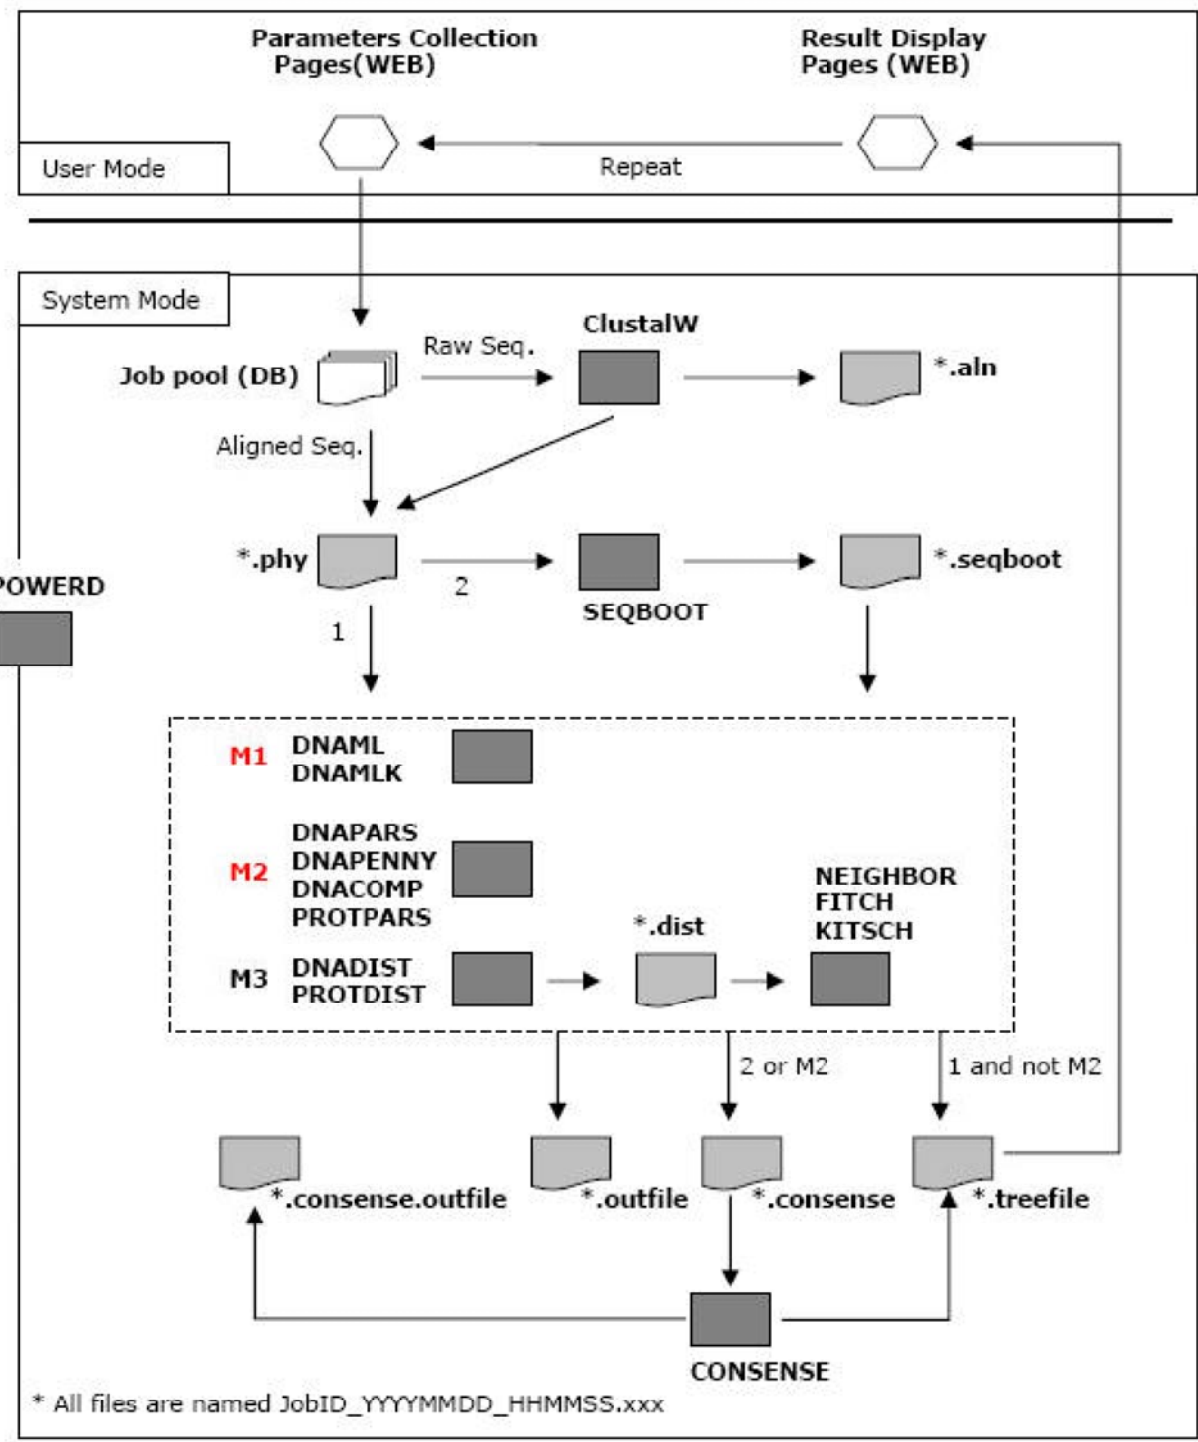 Parameters Collection
Pages(WEB)
Result Display
Pages (WEB)
Repeat
User Mode
System Mode
ClustalW
Raw Seq.
Job pool (DB)
*.aln
Aligned Seq.
*.phy
2
SEQBOOT
*.seqboot
POWERD
1
M1
DNAML
DNAMLK
M2
DNAPARS
DNAPENNY
DNACOMP
PROTPARS
M3
DNADIST
PROTDIST
*.dist
NEIGHBOR
FITCH
KITSCH
2 or M2
1 and not M2
*.consense.outfile
*.outfile
*.consense
*.treefile
CONSENSE
* All files are named JobID_YYYYMMDD_HHMMSS.xxx